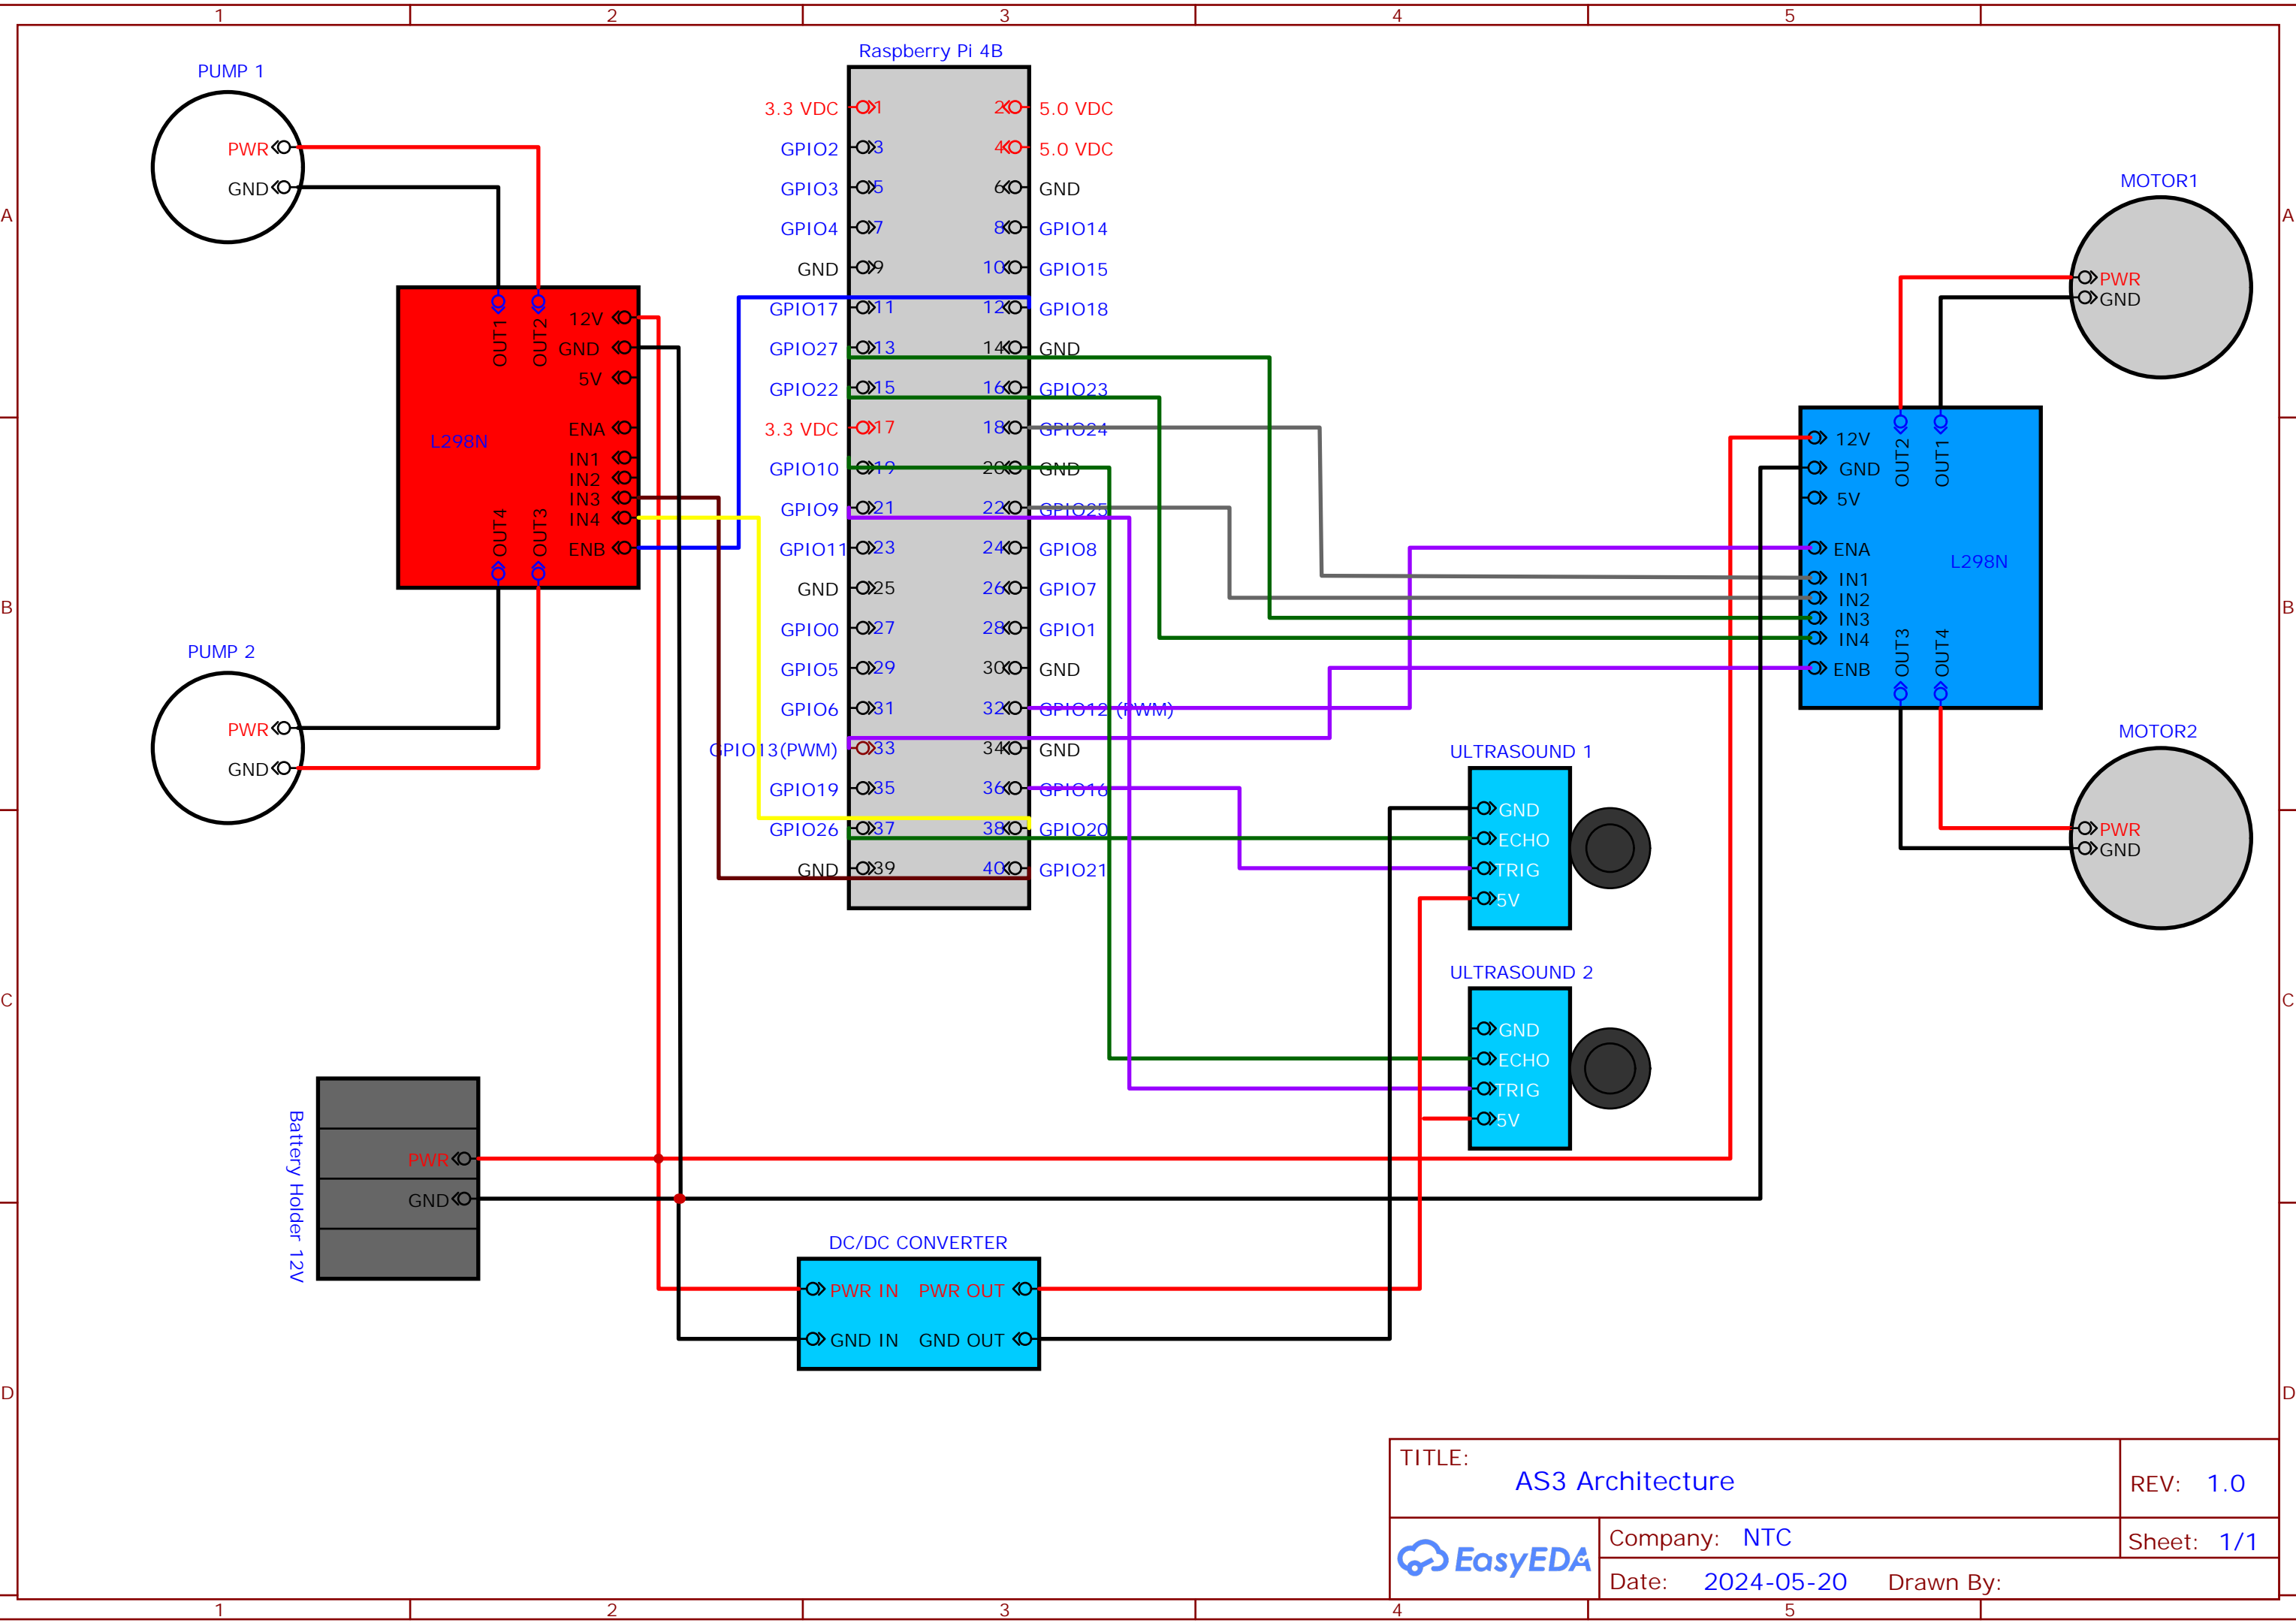 1 2 3 4 5
Raspberry Pi 4B
PUMP 1
PWR
GND
3.3 VDC 1 2 5.0 VDC
GPIO2 3 4 5.0 VDC
GPIO3 5 6 GND
GPIO4 7 8 GPIO14
GND 9 10 GPIO15
GPIO17 11 12 GPIO18
GPIO27 13 14 GND
GPIO22 15 16 GPIO23
3.3 VDC 17 18 GPIO24
GPIO10 19 20 GND
GPIO9 21 22 GPIO25
GPIO11 23 24 GPIO8
GND 25 26 GPIO7
GPIO0 27 28 GPIO1
GPIO5 29 30 GND
GPIO6 31 32 GPIO12 (PWM)
GPIO13(PWM) 33 34 GND
GPIO19 35 36 GPIO16
GPIO26 37 38 GPIO20
GND 39 40 GPIO21
MOTOR1
PWR
GND
A
A
OUT1
OUT2
12V
GND
5V
ENA
L298N
IN1
IN2
IN3
IN4
ENB
OUT4
OUT3
12V
GND
5V
OUT2
OUT1
ENA
L298N
IN1
IN2
IN3
IN4
ENB
OUT3
OUT4
B
B
PUMP 2
PWR
GND
MOTOR2
PWR
GND
ULTRASOUND 1
GND
ECHO
TRIG
5V
ULTRASOUND 2
GND
ECHO
TRIG
5V
C
C
Battery Holder 12V
PWR
GND
DC/DC CONVERTER
PWR IN PWR OUT
GND IN GND OUT
D
D
TITLE:
AS3 Architecture
REV: 1.0
EasyEDA
Company: NTC
Sheet: 1/1
Date: 2024-05-20 Drawn By:
1 2 3 4 5